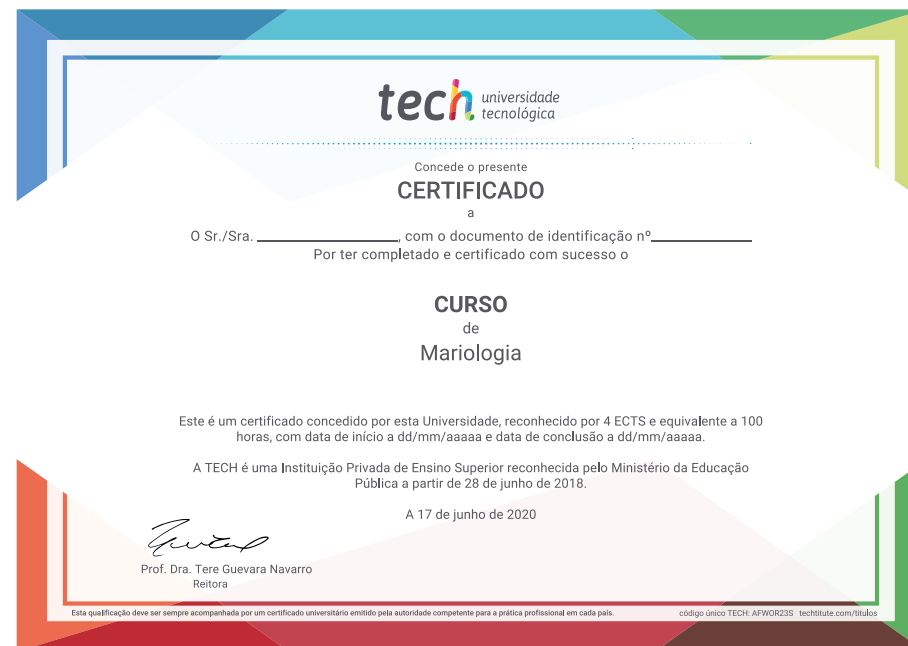 tech universidade
tecnológica
Concede o presente
CERTIFICADO
a
O Sr./Sra. , com o documento de identificação nº
Por ter completado e certificado com sucesso o
CURSO
de
Mariologia
Este é um certificado concedido por esta Universidade, reconhecido por 4 ECTS e equivalente a 100
horas, com data de início a dd/mm/aaaaa e data de conclusão a dd/mm/aaaaa.
A TECH é uma Instituição Privada de Ensino Superior reconhecida pelo Ministério da Educação
Pública a partir de 28 de junho de 2018.
A 17 de junho de 2020
Prof. Dra. Tere Guevara Navarro
Reitora
Esta qualificação deve ser sempre acompanhada por um certificado universitário emitido pela autoridade competente para a prática profissional em cada país. código único TECH: AFWOR23S techtitute.com/títulos